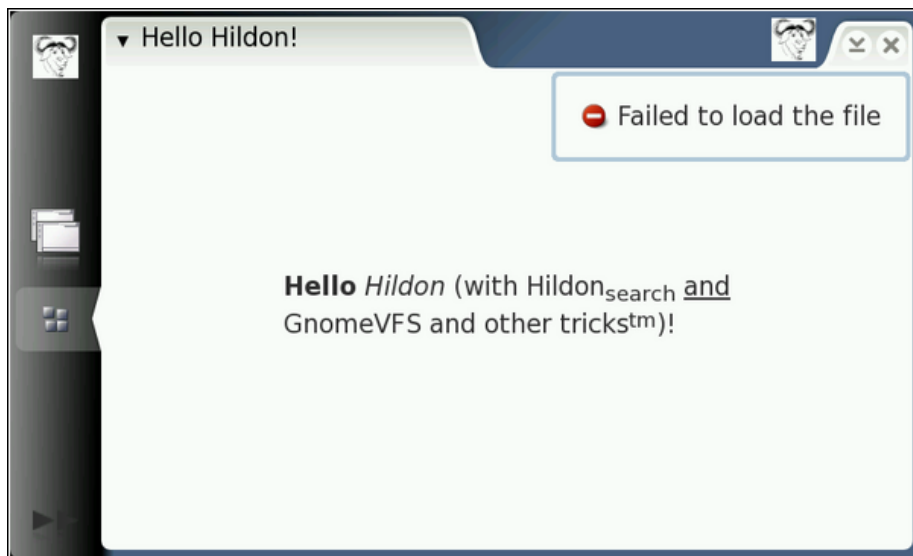 Hello Hildon!
Failed to load the file
Hello Hildon (with Hildonsearch and
GnomeVFS and other trickstm)!